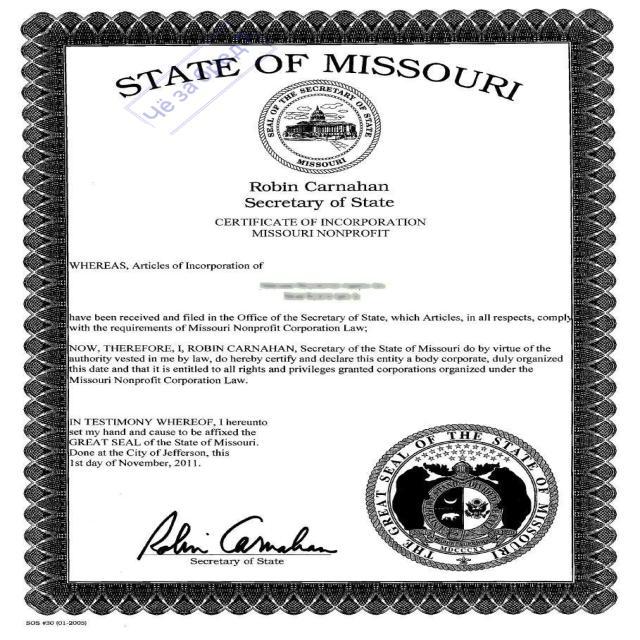 Чё за
STATE OF MISSOURI
SEAL OF THE SECRETARY OF STATE
MISSOURI
Robin Carnahan
Secretary of State
CERTIFICATE OF INCORPORATION
MISSOURI NONPROFIT
WHEREAS, Articles of Incorporation of
have been received and filed in the Office of the Secretary of State, which Articles, in all respects, comply
with the requirements of Missouri Nonprofit Corporation Law;
NOW, THEREFORE, I, ROBIN CARNAHAN, Secretary of the State of Missouri do by virtue of the
authority vested in me by law, do hereby certify and declare this entity a body corporate, duly organized
this date and that it is entitled to all rights and privileges granted corporations organized under the
Missouri Nonprofit Corporation Law.
IN TESTIMONY WHEREOF, I hereunto
set my hand and cause to be affixed the
GREAT SEAL of the State of Missouri.
Done at the City of Jefferson, this
1st day of November, 2011.
THE GREAT SEAL OF THE STATE OF MISSOURI
MDCCCXX
Robin Carnahan
Secretary of State
SOS #30 (01-2005)